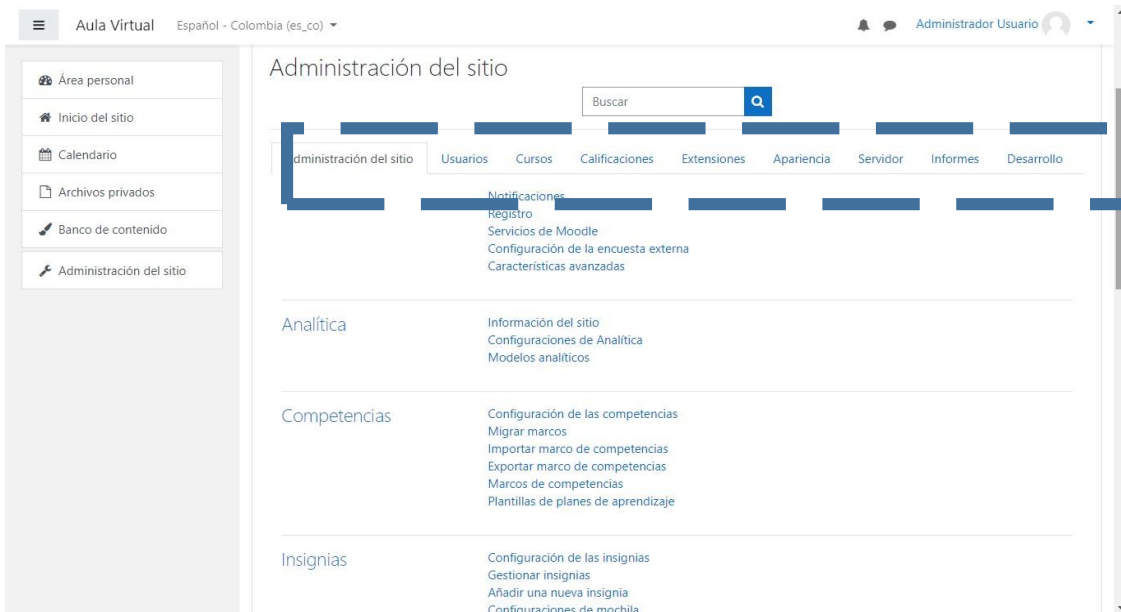 Aula Virtual Español - Colombia (es_co) Administrador Usuario
Área personal
Inicio del sitio
Calendario
Archivos privados
Banco de contenido
Administración del sitio
Administración del sitio
Buscar
dministración del sitio Usuarios Cursos Calificaciones Extensiones Apariencia Servidor Informes Desarrollo
Notificaciones
Registro
Servicios de Moodle
Configuración de la encuesta externa
Características avanzadas
Analítica
Información del sitio
Configuraciones de Analítica
Modelos analíticos
Competencias
Configuración de las competencias
Migrar marcos
Importar marco de competencias
Exportar marco de competencias
Marcos de competencias
Plantillas de planes de aprendizaje
Insignias
Configuración de las insignias
Gestionar insignias
Añadir una nueva insignia
Configuraciones de mochila